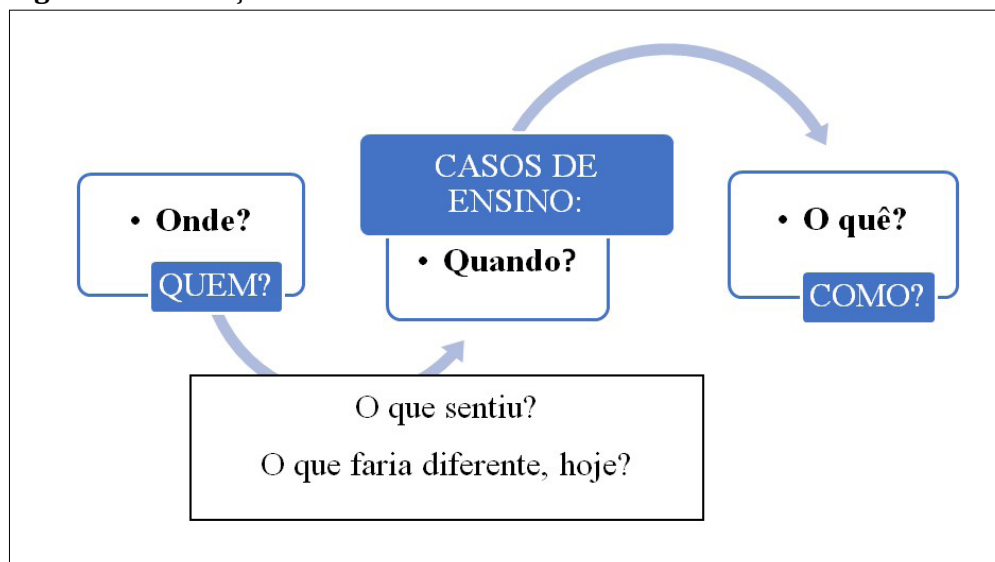 • Onde?
QUEM?
CASOS DE
ENSINO:
• Quando?
• O quê?
COMO?
O que sentiu?
O que faria diferente, hoje?